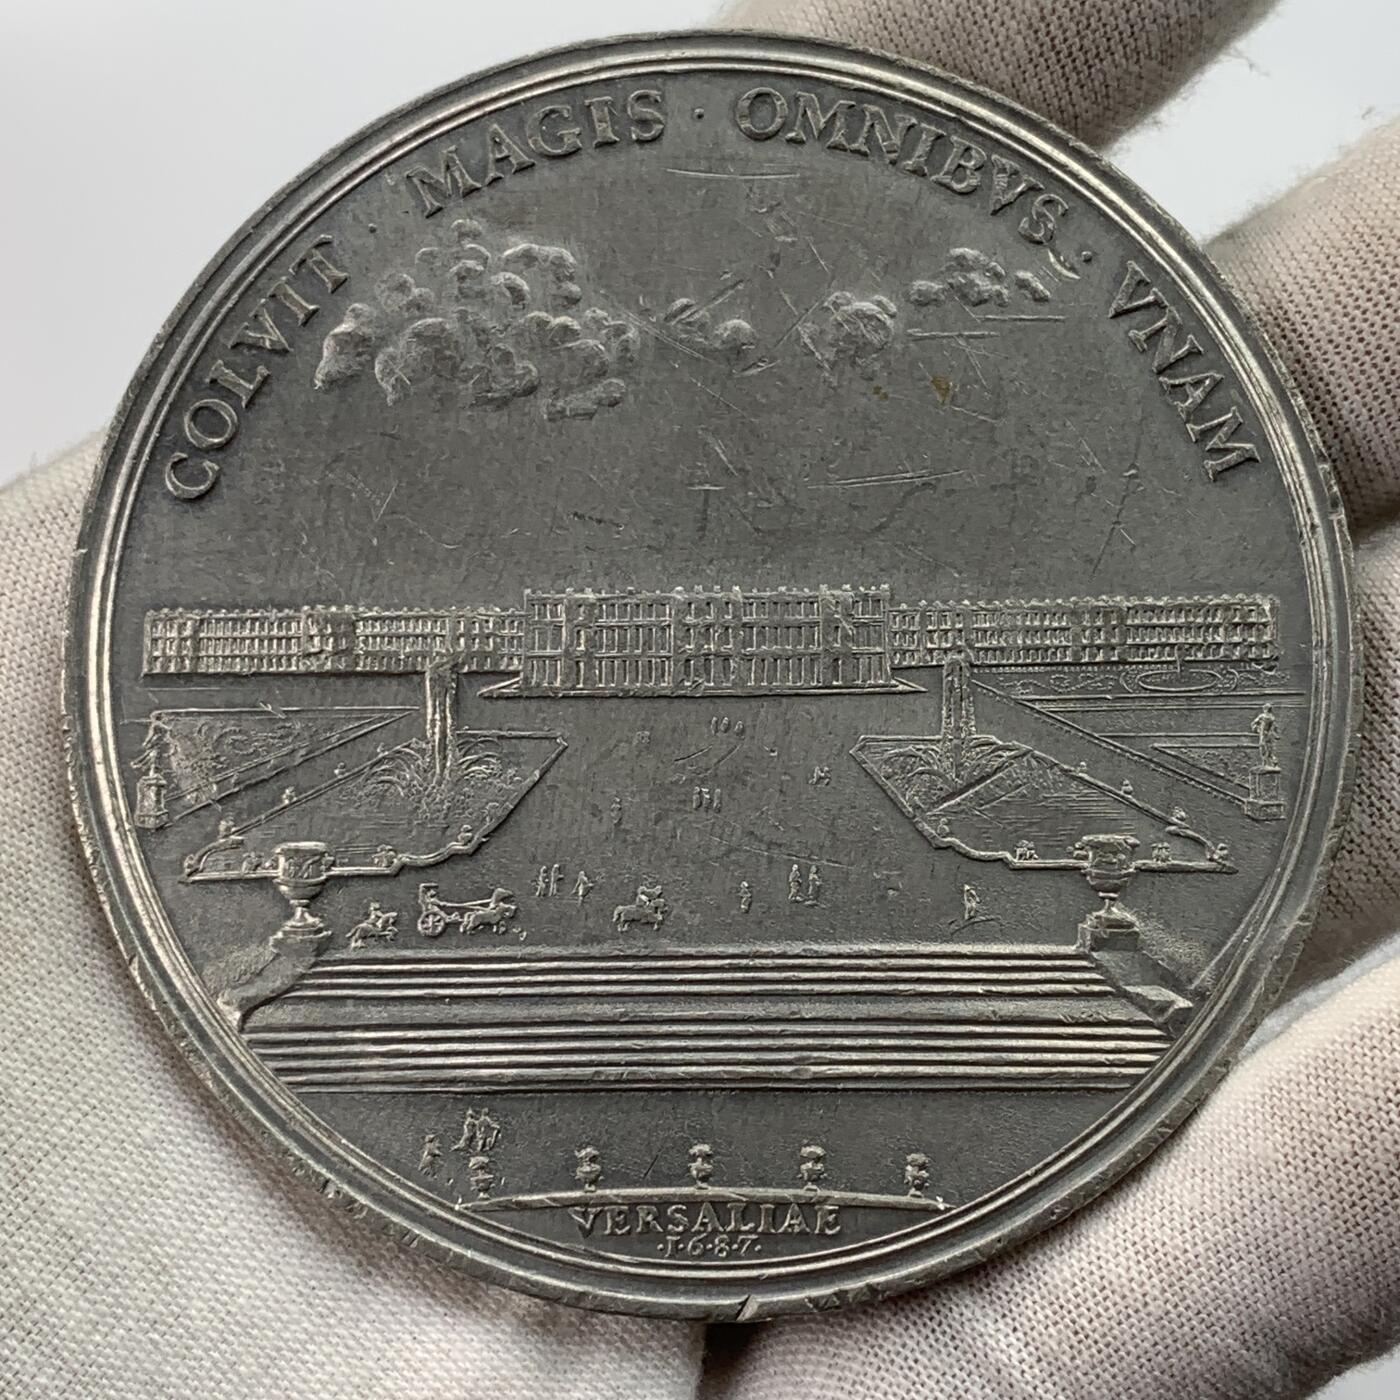 COLVIT · MAGIS · OMNIBVS · VNAM
VERSALIAE
·1·6·8·7·